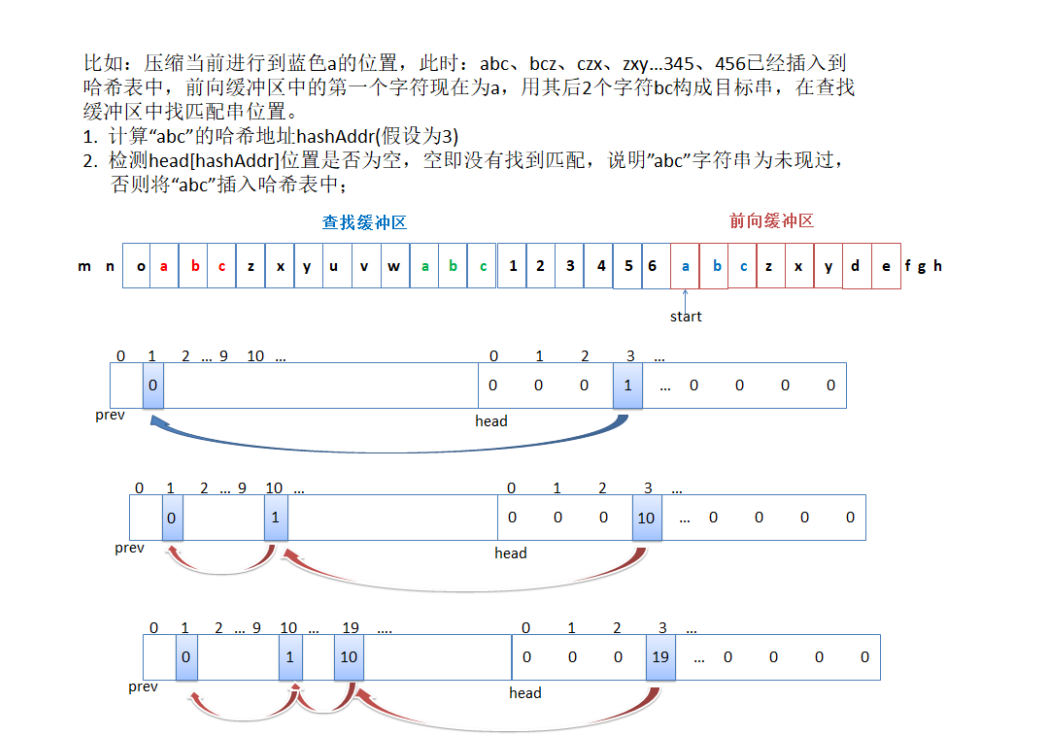 比如：压缩当前进行到蓝色a的位置，此时：abc、bcz、czx、zxy...345、456已经插入到
哈希表中，前向缓冲区中的第一个字符现在为a，用其后2个字符bc构成目标串，在查找
缓冲区中找匹配串位置。
1. 计算“abc”的哈希地址hashAddr(假设为3)
2. 检测head[hashAddr]位置是否为空，空即没有找到匹配，说明”abc”字符串为未现过，
否则将“abc”插入哈希表中；
查找缓冲区 前向缓冲区
m n o a b c z x y u v w a b c 1 2 3 4 5 6 a b c z x y d e f g h
start
0 1 2 ... 9 10 ... 0 1 2 3 ...
0 0 0 0 1 ... 0 0 0 0
prev head
0 1 2 ... 9 10 ... 0 1 2 3 ...
0 1 0 0 0 10 ... 0 0 0 0
prev head
0 1 2 ... 9 10 ... 19 .... 0 1 2 3 ...
0 1 10 0 0 0 19 ... 0 0 0 0
prev head